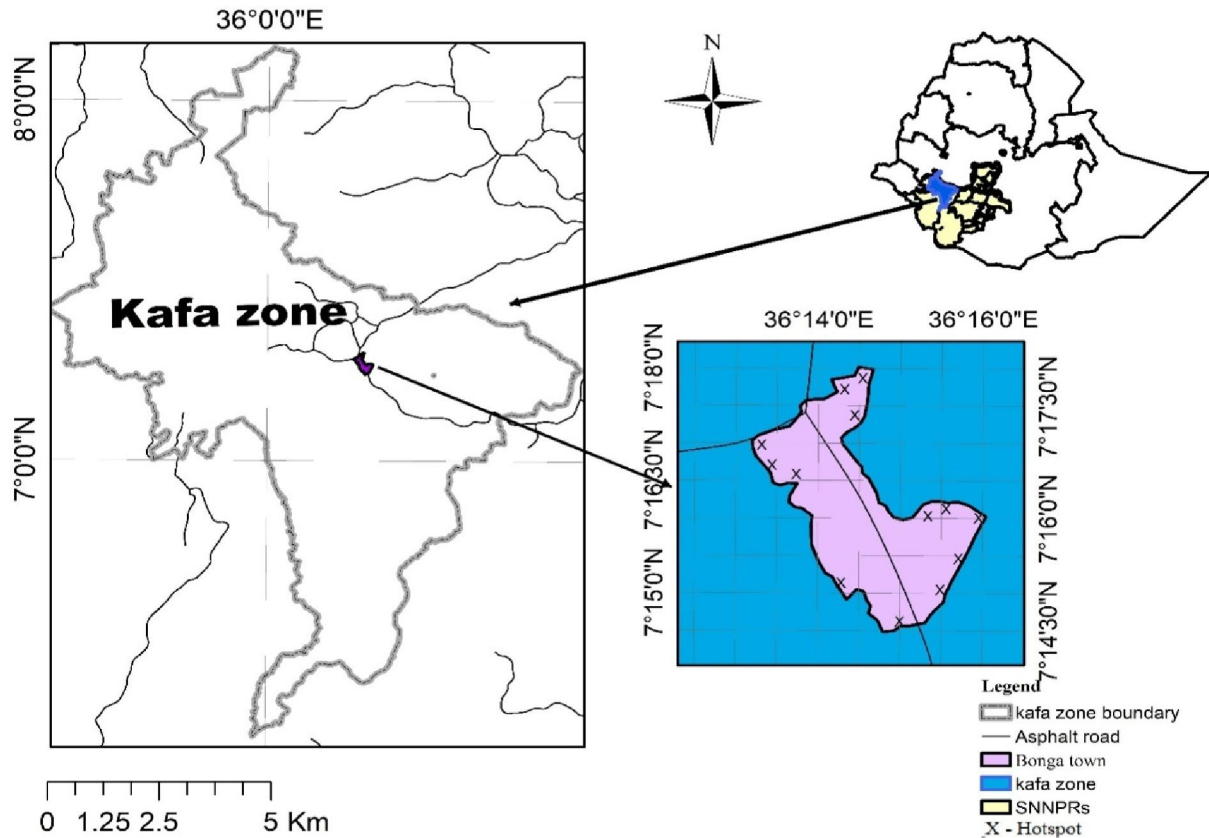 36°0'0"E
N
8°0'0"N
Kafa zone
7°0'0"N
36°14'0"E 36°16'0"E
7°18'0"N
7°17'30"N
7°16'30"N
7°16'0"N
7°15'0"N
7°14'30"N
X X X X X X X X X X X X
Legend
kafa zone boundary
Asphalt road
Bonga town
kafa zone
SNNPRs
X - Hotspot
0 1.25 2.5 5 Km